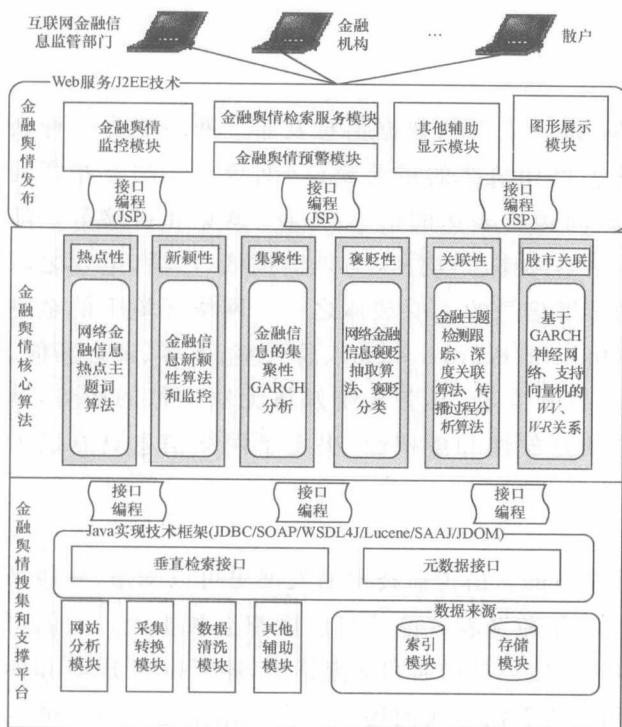 互联网金融信
息监管部门
金融
机构
…
散户
Web服务/J2EE技术
金融舆情发布
金融舆情
监控模块
金融舆情检索服务模块
金融舆情预警模块
其他辅助
显示模块
图形展示
模块
接口
编程
(JSP)
接口
编程
(JSP)
接口
编程
(JSP)
金融舆情核心算法
热点性
新颖性
集聚性
褒贬性
关联性
股市关联
网络金
融信息
热点主
题词
算法
金融信
息新颖
性算法
和监控
金融信息
的集
聚性
GARCH
分析
网络金融
信息褒贬
抽取算
法、褒贬
分类
金融主题
检测跟
踪、深
度关联
算法、传
播过程分
析算法
基于
GARCH
神经网
络、支持
向量机的
W-V、
W-R关系
接口
编程
接口
编程
接口
编程
金融舆情搜集和支撑平台
Java实现技术框架(JDBC/SOAP/WSDL4J/Lucene/SAAJ/JDOM)
垂直检索接口
元数据接口
网站
分析
模块
采集
转换
模块
数据
清洗
模块
其他
辅助
模块
数据来源
索引
模块
存储
模块